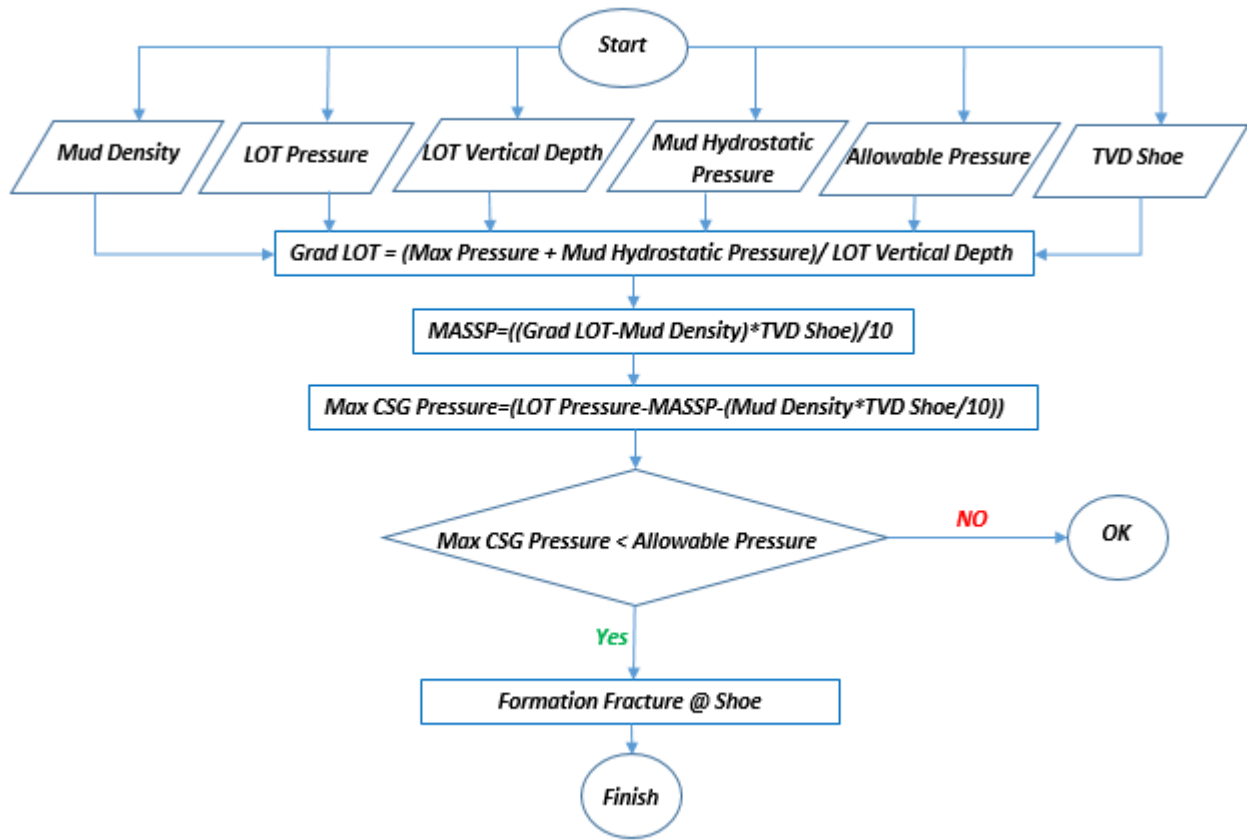 Start
Mud Density
LOT Pressure
LOT Vertical Depth
Mud Hydrostatic
Pressure
Allowable Pressure
TVD Shoe
Grad LOT = (Max Pressure + Mud Hydrostatic Pressure)/ LOT Vertical Depth
MASSP=((Grad LOT-Mud Density)*TVD Shoe)/10
Max CSG Pressure=(LOT Pressure-MASSP-(Mud Density*TVD Shoe/10))
Max CSG Pressure < Allowable Pressure
NO
OK
Yes
Formation Fracture @ Shoe
Finish